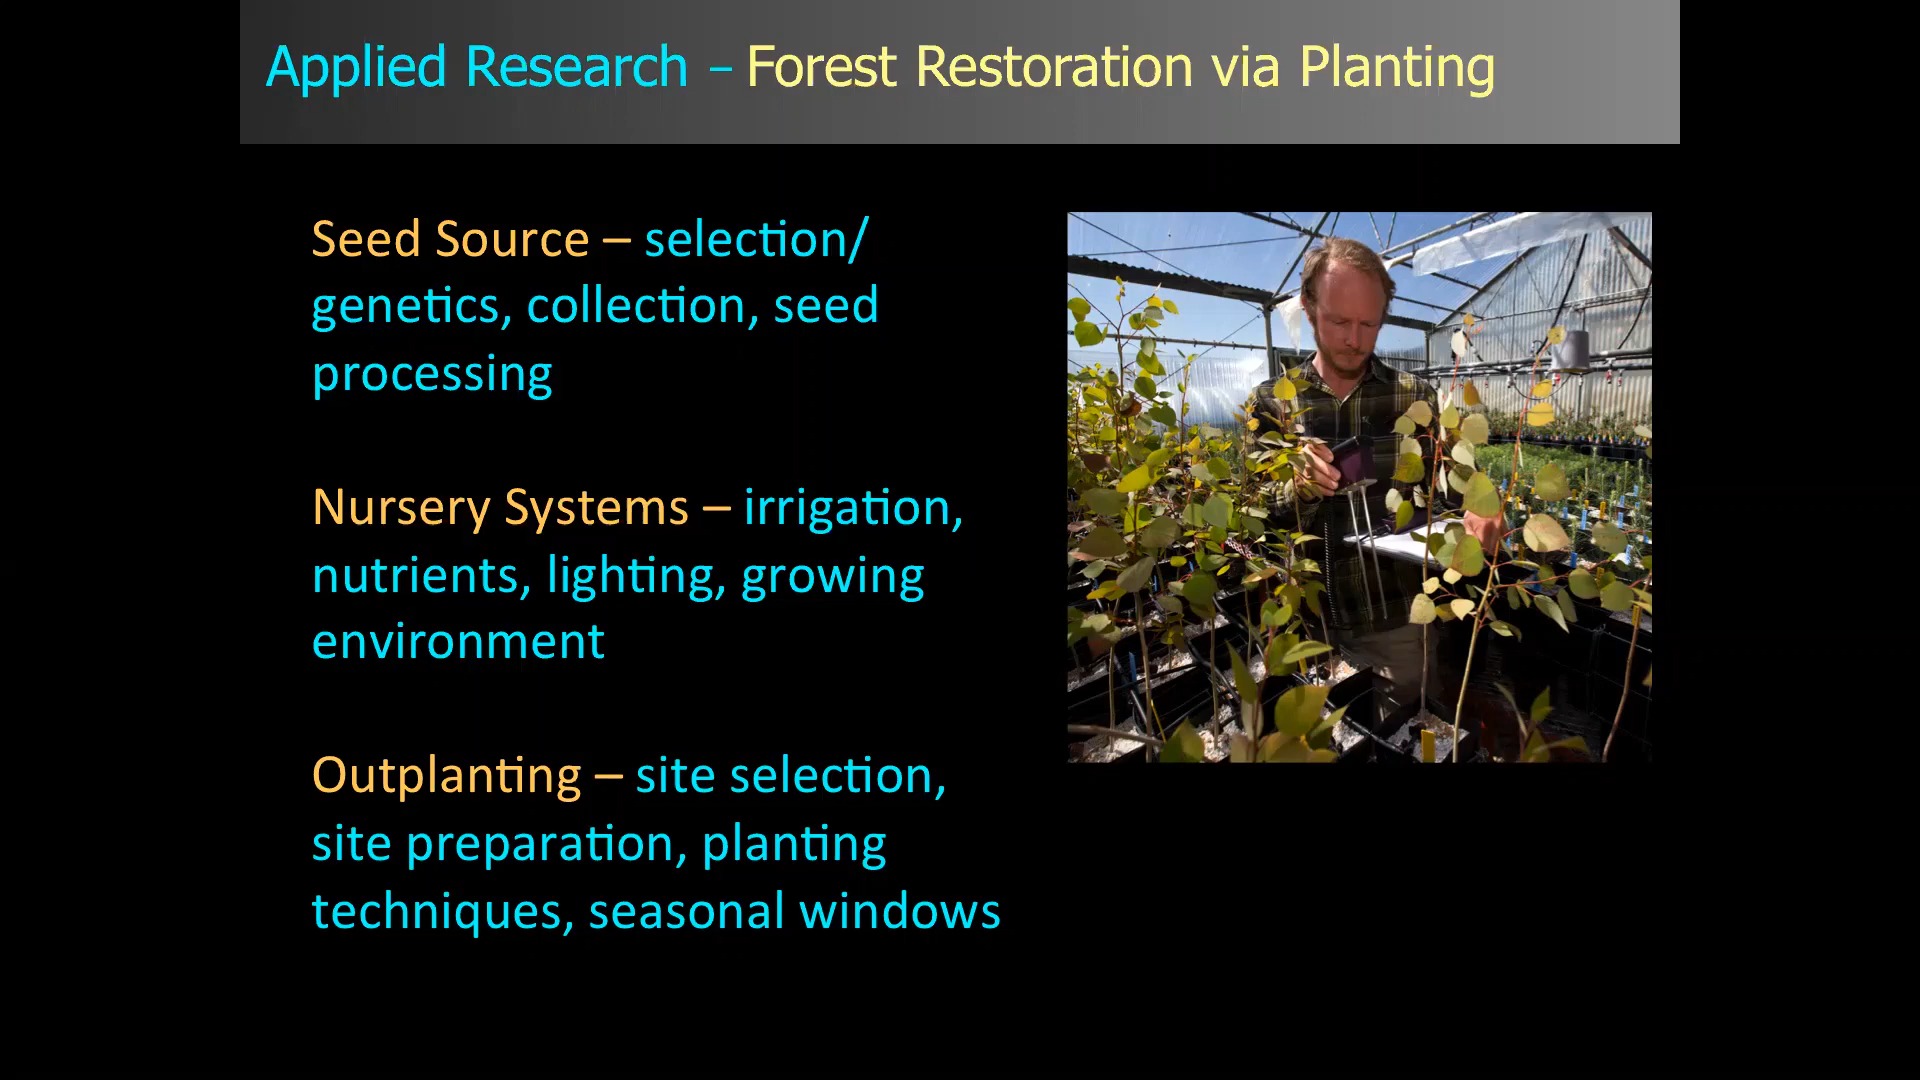 Applied Research – Forest Restoration via Planting
Seed Source – selection/
genetics, collection, seed
processing
Nursery Systems – irrigation,
nutrients, lighting, growing
environment
Outplanting – site selection,
site preparation, planting
techniques, seasonal windows